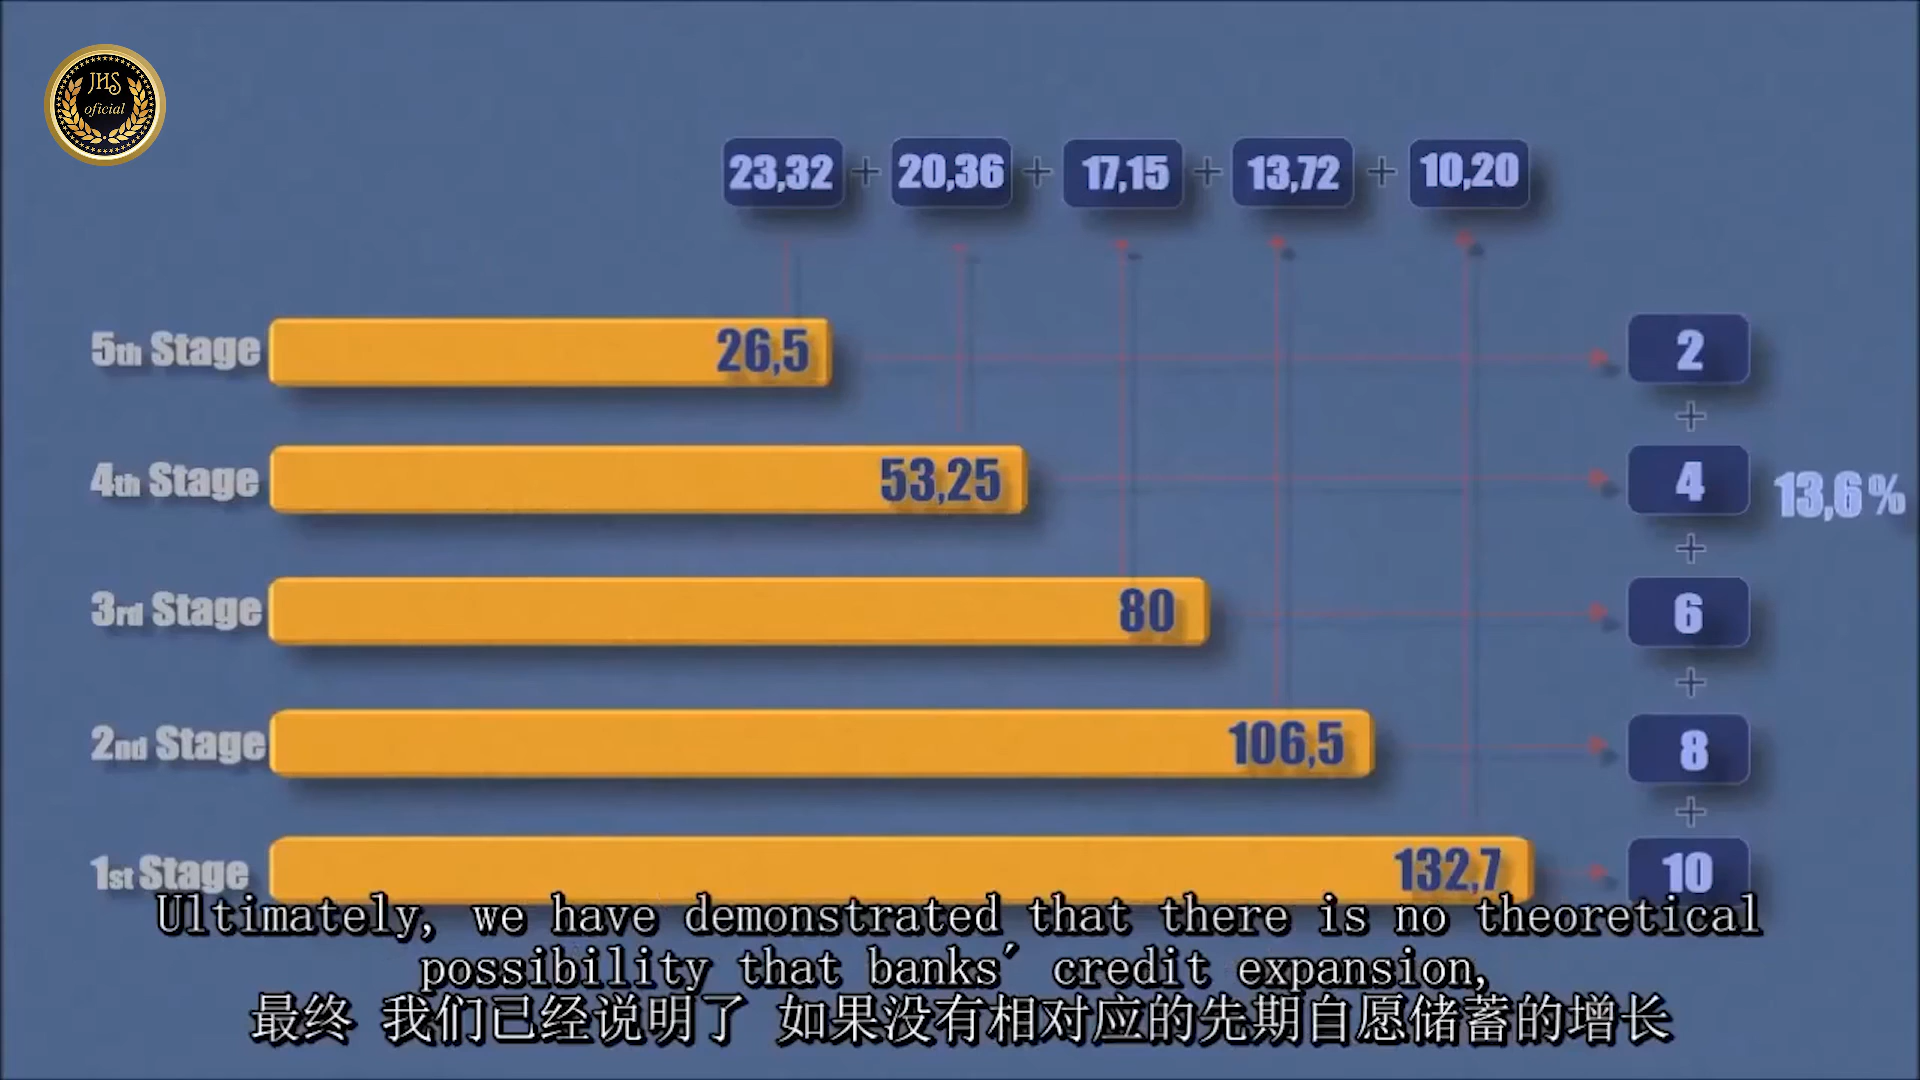 JHS
oficial
23,32 + 20,36 + 17,15 + 13,72 + 10,20
5th Stage 26,5 2
+
4th Stage 53,25 4 13,6%
+
3rd Stage 80 6
+
2nd Stage 106,5 8
+
1st Stage 132,7 10
Ultimately, we have demonstrated that there is no theoretical
possibility that banks´ credit expansion,
最终 我们已经说明了 如果没有相对应的先期自愿储蓄的增长